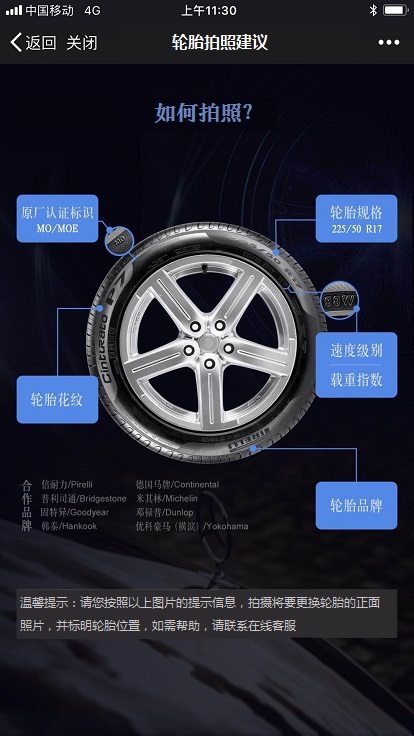 中国移动 4G 上午11:30
返回 关闭 轮胎拍照建议
如何拍照?
原厂认证标识
MO/MOE
轮胎规格
225/50 R17
MO
Cinturato P7
速度级别
载重指数
轮胎花纹
PIRELLI
轮胎品牌
合作品牌
倍耐力/Pirelli 德国马牌/Continental
普利司通/Bridgestone 米其林/Michelin
固特异/Goodyear 邓禄普/Dunlop
韩泰/Hankook 优科豪马 (横滨) /Yokohama
温馨提示：请您按照以上图片的提示信息，拍摄将要更换轮胎的正面
照片，并标明轮胎位置，如需帮助，请联系在线客服